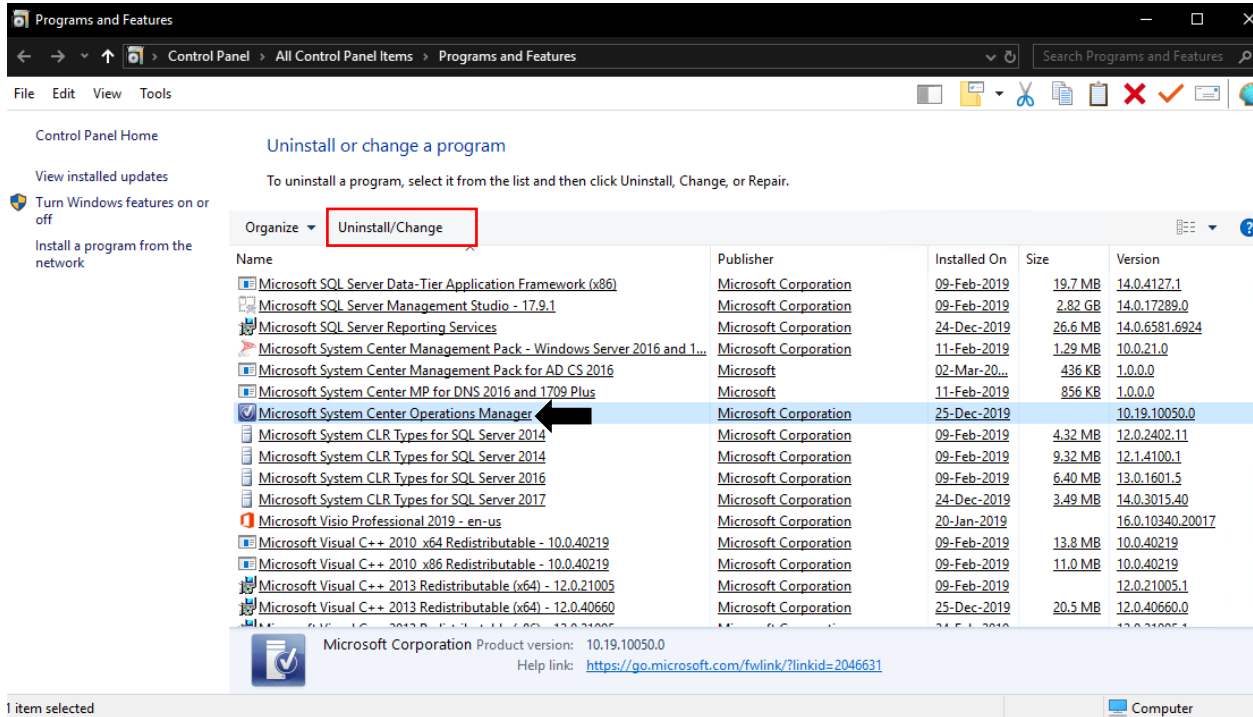 Programs and Features
Control Panel > All Control Panel Items > Programs and Features
Search Programs and Features
File Edit View Tools
Control Panel Home
Uninstall or change a program
View installed updates
To uninstall a program, select it from the list and then click Uninstall, Change, or Repair.
Turn Windows features on or
off
Install a program from the
network
Organize Uninstall/Change
Name Publisher Installed On Size Version
Microsoft SQL Server Data-Tier Application Framework (x86) Microsoft Corporation 09-Feb-2019 19.7 MB 14.0.4127.1
Microsoft SQL Server Management Studio - 17.9.1 Microsoft Corporation 09-Feb-2019 2.82 GB 14.0.17289.0
Microsoft SQL Server Reporting Services Microsoft Corporation 24-Dec-2019 26.6 MB 14.0.6581.6924
Microsoft System Center Management Pack - Windows Server 2016 and 1... Microsoft Corporation 11-Feb-2019 1.29 MB 10.0.21.0
Microsoft System Center Management Pack for AD CS 2016 Microsoft 02-Mar-20... 436 KB 1.0.0.0
Microsoft System Center MP for DNS 2016 and 1709 Plus Microsoft 11-Feb-2019 856 KB 1.0.0.0
Microsoft System Center Operations Manager Microsoft Corporation 25-Dec-2019 10.19.10050.0
Microsoft System CLR Types for SQL Server 2014 Microsoft Corporation 09-Feb-2019 4.32 MB 12.0.2402.11
Microsoft System CLR Types for SQL Server 2014 Microsoft Corporation 09-Feb-2019 9.32 MB 12.1.4100.1
Microsoft System CLR Types for SQL Server 2016 Microsoft Corporation 09-Feb-2019 6.40 MB 13.0.1601.5
Microsoft System CLR Types for SQL Server 2017 Microsoft Corporation 24-Dec-2019 3.49 MB 14.0.3015.40
Microsoft Visio Professional 2019 - en-us Microsoft Corporation 20-Jan-2019 16.0.10340.20017
Microsoft Visual C++ 2010 x64 Redistributable - 10.0.40219 Microsoft Corporation 09-Feb-2019 13.8 MB 10.0.40219
Microsoft Visual C++ 2010 x86 Redistributable - 10.0.40219 Microsoft Corporation 09-Feb-2019 11.0 MB 10.0.40219
Microsoft Visual C++ 2013 Redistributable (x64) - 12.0.21005 Microsoft Corporation 09-Feb-2019 12.0.21005.1
Microsoft Visual C++ 2013 Redistributable (x64) - 12.0.40660 Microsoft Corporation 25-Dec-2019 20.5 MB 12.0.40660.0
Microsoft Corporation Product version: 10.19.10050.0
Help link: https://go.microsoft.com/fwlink/?linkid=2046631
1 item selected Computer